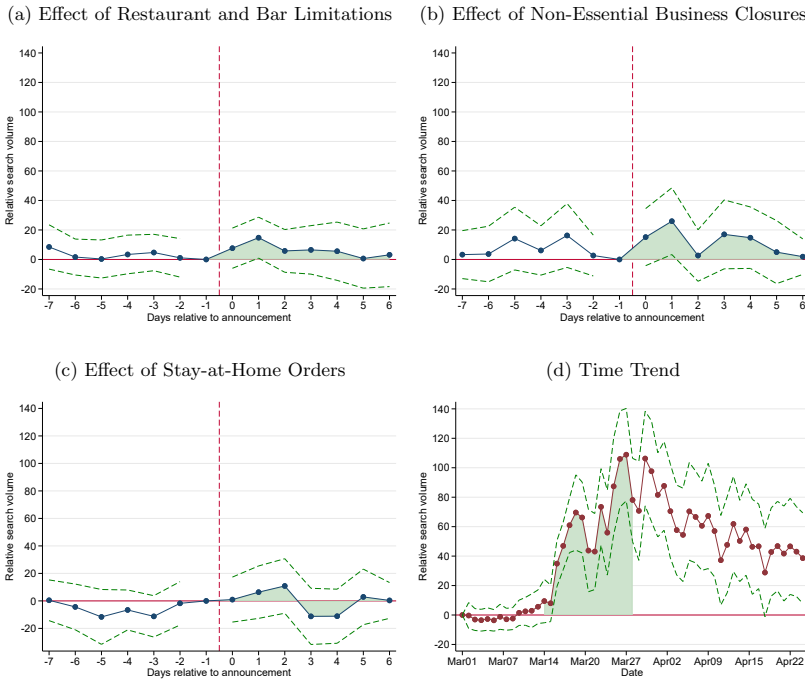 (a) Effect of Restaurant and Bar Limitations
140
120
100
80
60
40
20
0
-20
Relative search volume
-7 -6 -5 -4 -3 -2 -1 0 1 2 3 4 5 6
Days relative to announcement
(b) Effect of Non-Essential Business Closures
140
120
100
80
60
40
20
0
-20
Relative search volume
-7 -6 -5 -4 -3 -2 -1 0 1 2 3 4 5 6
Days relative to announcement
(c) Effect of Stay-at-Home Orders
140
120
100
80
60
40
20
0
-20
Relative search volume
-7 -6 -5 -4 -3 -2 -1 0 1 2 3 4 5 6
Days relative to announcement
(d) Time Trend
140
120
100
80
60
40
20
0
-20
Relative search volume
Mar01 Mar07 Mar14 Mar20 Mar27 Apr02 Apr09 Apr15 Apr22
Date